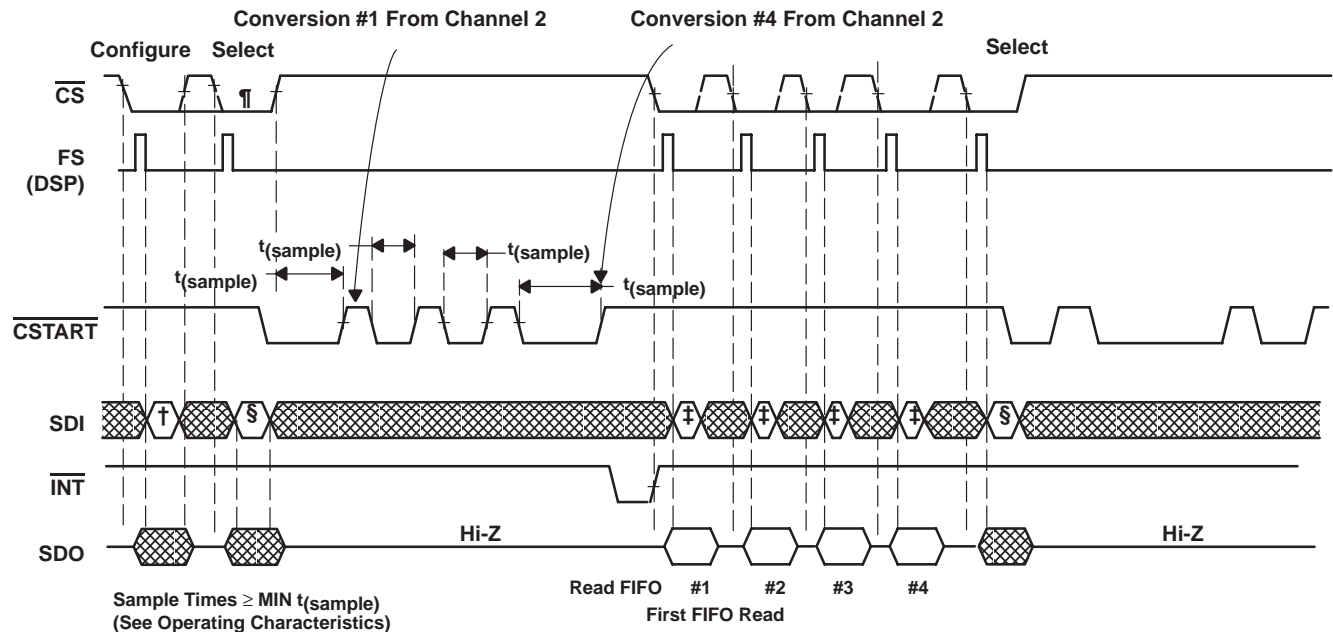 Conversion #1 From Channel 2
Conversion #4 From Channel 2
Configure Select
Select
CS
¶
FS
(DSP)
t(sample)
t(sample)
t(sample)
t(sample)
CSTART
SDI
†
§
‡
‡
‡
‡
§
INT
SDO
Hi-Z
Hi-Z
Read FIFO #1 #2 #3 #4
First FIFO Read
Sample Times ≥ MIN t(sample)
(See Operating Characteristics)